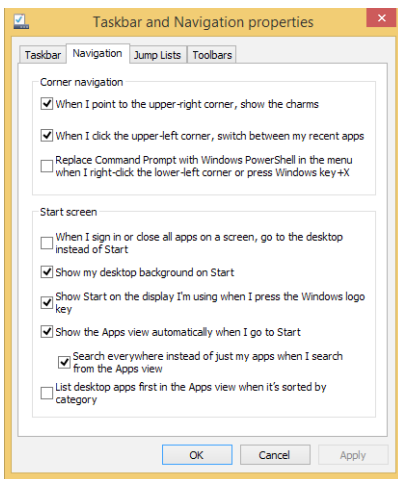 Taskbar and Navigation properties
Taskbar Navigation Jump Lists Toolbars
Corner navigation
When I point to the upper-right corner, show the charms
When I click the upper-left corner, switch between my recent apps
Replace Command Prompt with Windows PowerShell in the menu
when I right-click the lower-left corner or press Windows key+X
Start screen
When I sign in or close all apps on a screen, go to the desktop
instead of Start
Show my desktop background on Start
Show Start on the display I'm using when I press the Windows logo
key
Show the Apps view automatically when I go to Start
Search everywhere instead of just my apps when I search
from the Apps view
List desktop apps first in the Apps view when it's sorted by
category
OK Cancel Apply